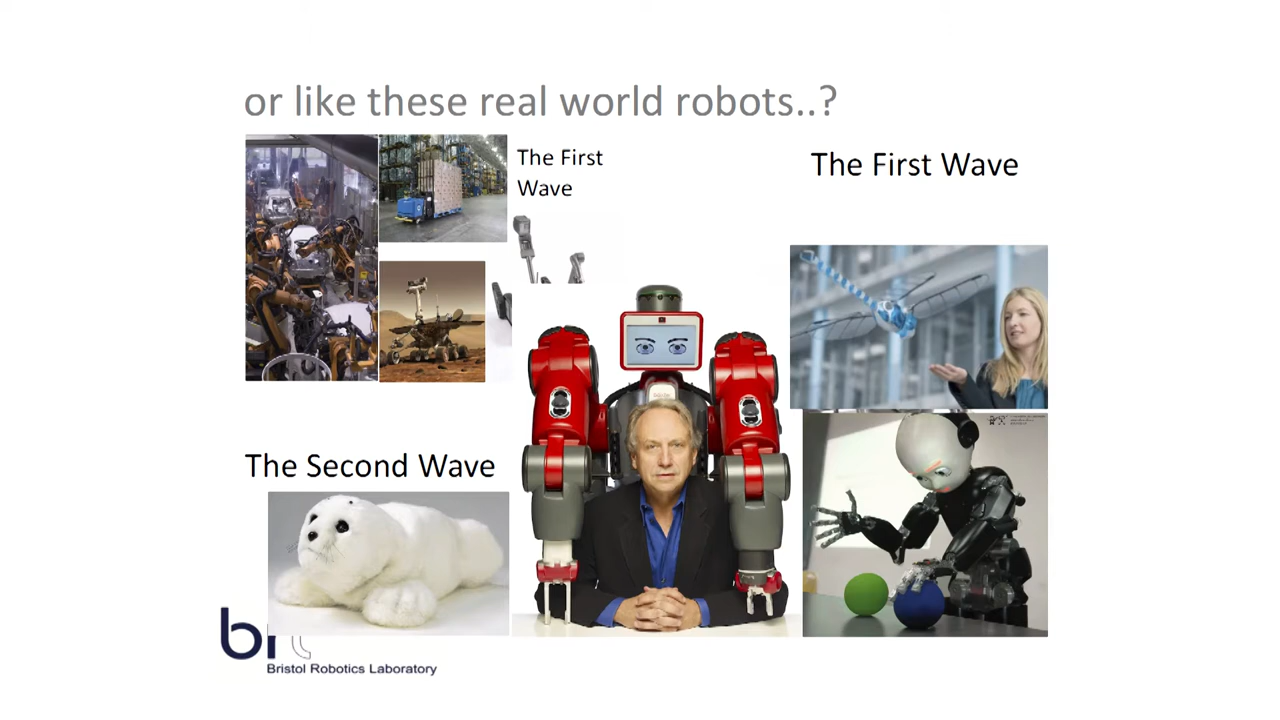 or like these real world robots..?
The First
Wave
The First Wave
The Second Wave
Bristol Robotics Laboratory